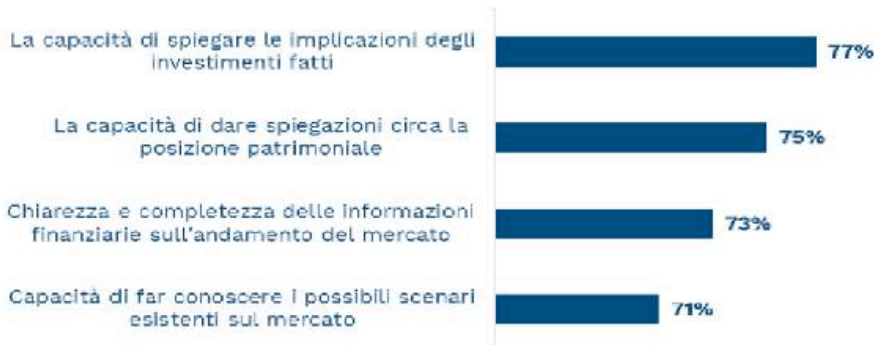 La capacità di spiegare le implicazioni degli
investimenti fatti
77%
La capacità di dare spiegazioni circa la
posizione patrimoniale
75%
Chiarezza e completezza delle informazioni
finanziarie sull'andamento del mercato
73%
Capacità di far conoscere i possibili scenari
esistenti sul mercato
71%